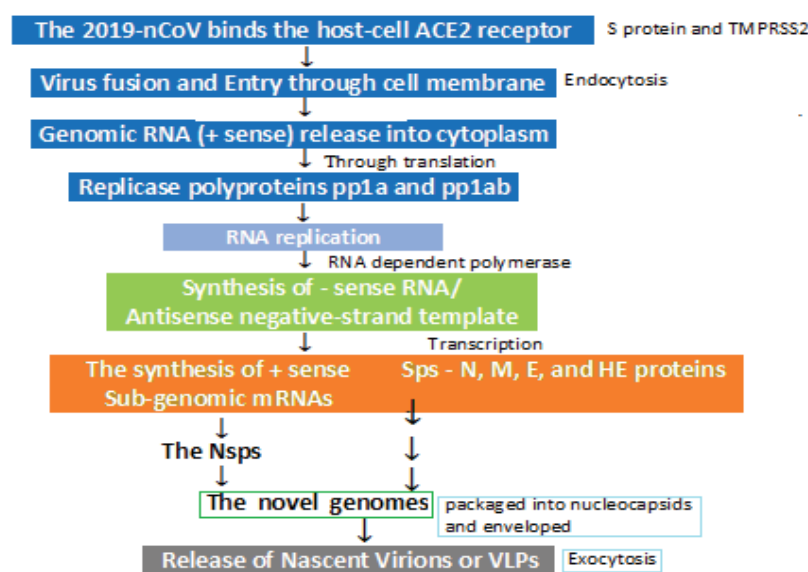 The 2019-nCoV binds the host-cell ACE2 receptor S protein and TMPRSS2
Virus fusion and Entry through cell membrane Endocytosis
Genomic RNA (+ sense) release into cytoplasm
Through translation
Replicase polyproteins pp1a and pp1ab
RNA replication
RNA dependent polymerase
Synthesis of - sense RNA/
Antisense negative-strand template
Transcription
The synthesis of + sense Sps - N, M, E, and HE proteins
Sub-genomic mRNAs
The Nsps
The novel genomes packaged into nucleocapsids
and enveloped
Release of Nascent Virions or VLPs Exocytosis